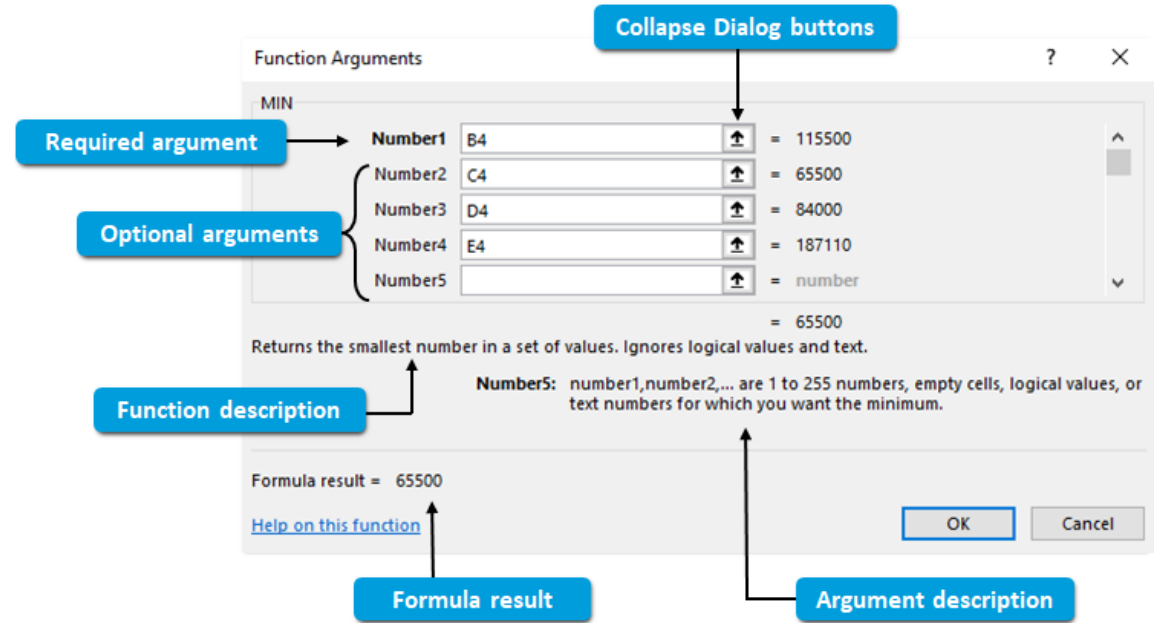 Collapse Dialog buttons
Function Arguments ? ×
MIN
Required argument
Number1 B4 = 115500
Number2 C4 = 65500
Number3 D4 = 84000
Optional arguments
Number4 E4 = 187110
Number5 = number
= 65500
Returns the smallest number in a set of values. Ignores logical values and text.
Number5: number1,number2,... are 1 to 255 numbers, empty cells, logical values, or
text numbers for which you want the minimum.
Function description
Formula result = 65500
Help on this function
OK Cancel
Formula result
Argument description